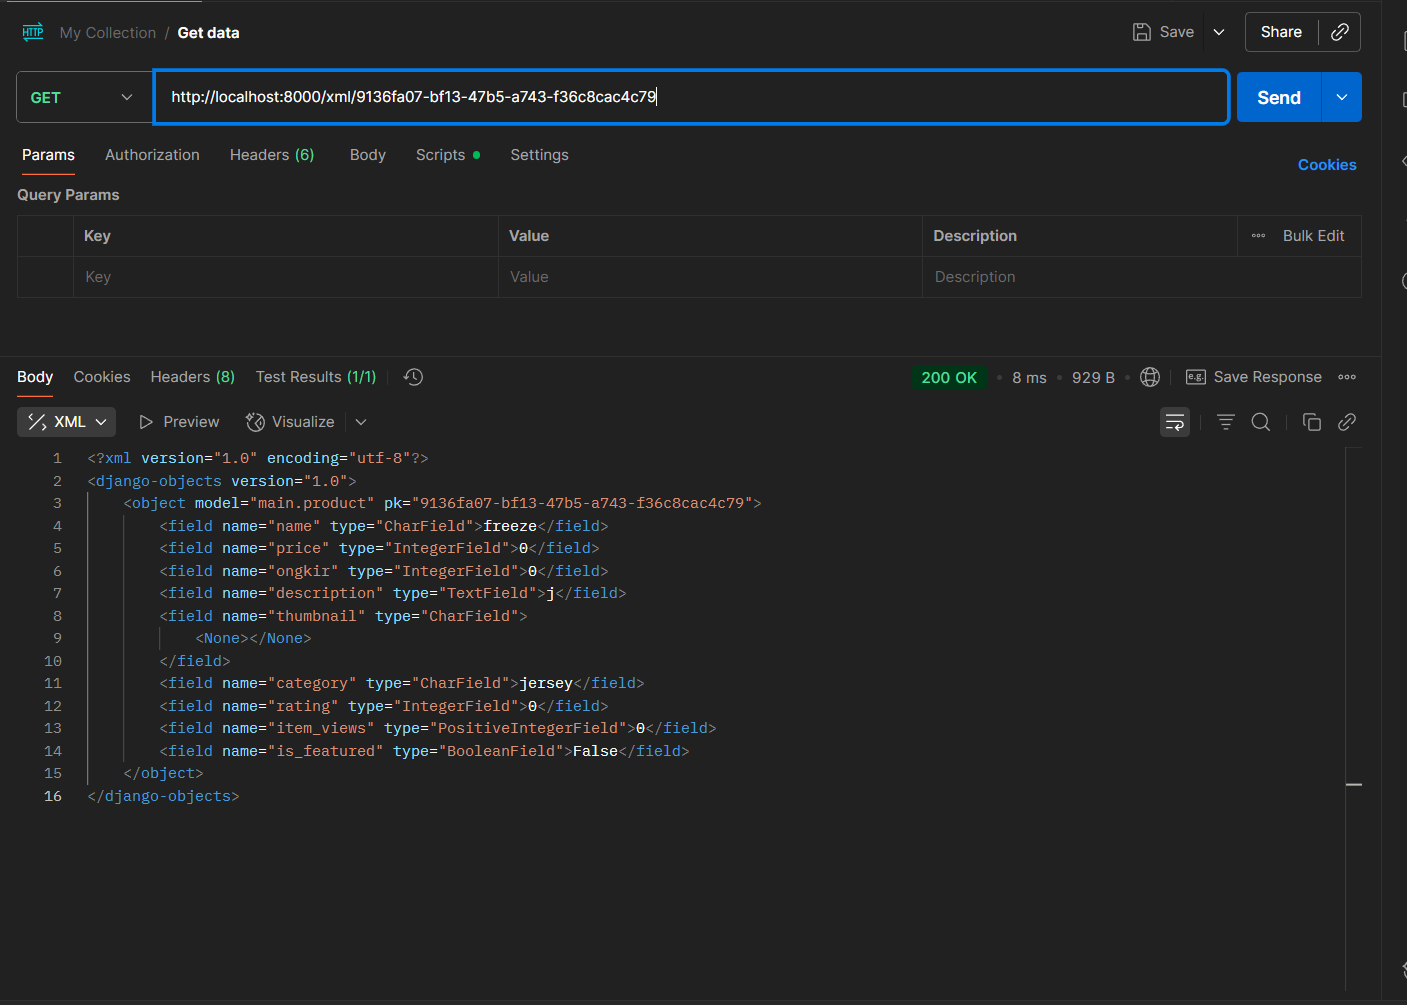 HTTP My Collection / Get data Save Share
GET http://localhost:8000/xml/9136fa07-bf13-47b5-a743-f36c8cac4c79 Send
Params Authorization Headers (6) Body Scripts Settings Cookies
Query Params
Key Value Description Bulk Edit
Key Value Description
Body Cookies Headers (8) Test Results (1/1) 200 OK 8 ms 929 B e.g. Save Response
XML Preview Visualize
1 <?xml version="1.0" encoding="utf-8"?>
2 <django-objects version="1.0">
3 <object model="main.product" pk="9136fa07-bf13-47b5-a743-f36c8cac4c79">
4 <field name="name" type="CharField">freeze</field>
5 <field name="price" type="IntegerField">0</field>
6 <field name="ongkir" type="IntegerField">0</field>
7 <field name="description" type="TextField">j</field>
8 <field name="thumbnail" type="CharField">
9 <None></None>
10 </field>
11 <field name="category" type="CharField">jersey</field>
12 <field name="rating" type="IntegerField">0</field>
13 <field name="item_views" type="PositiveIntegerField">0</field>
14 <field name="is_featured" type="BooleanField">False</field>
15 </object>
16 </django-objects>